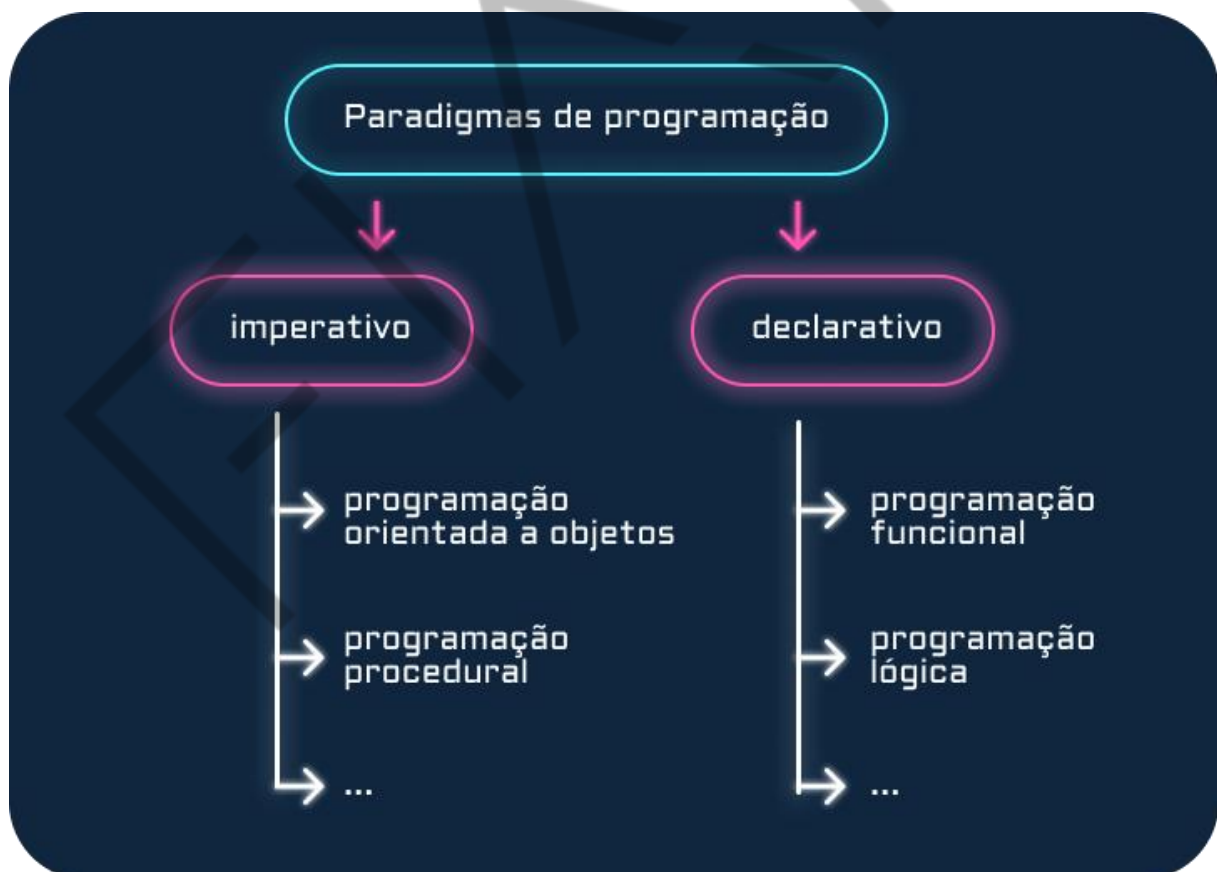 Paradigmas de programação
imperativo
declarativo
programação
orientada a objetos
programação
procedural
...
programação
funcional
programação
lógica
...